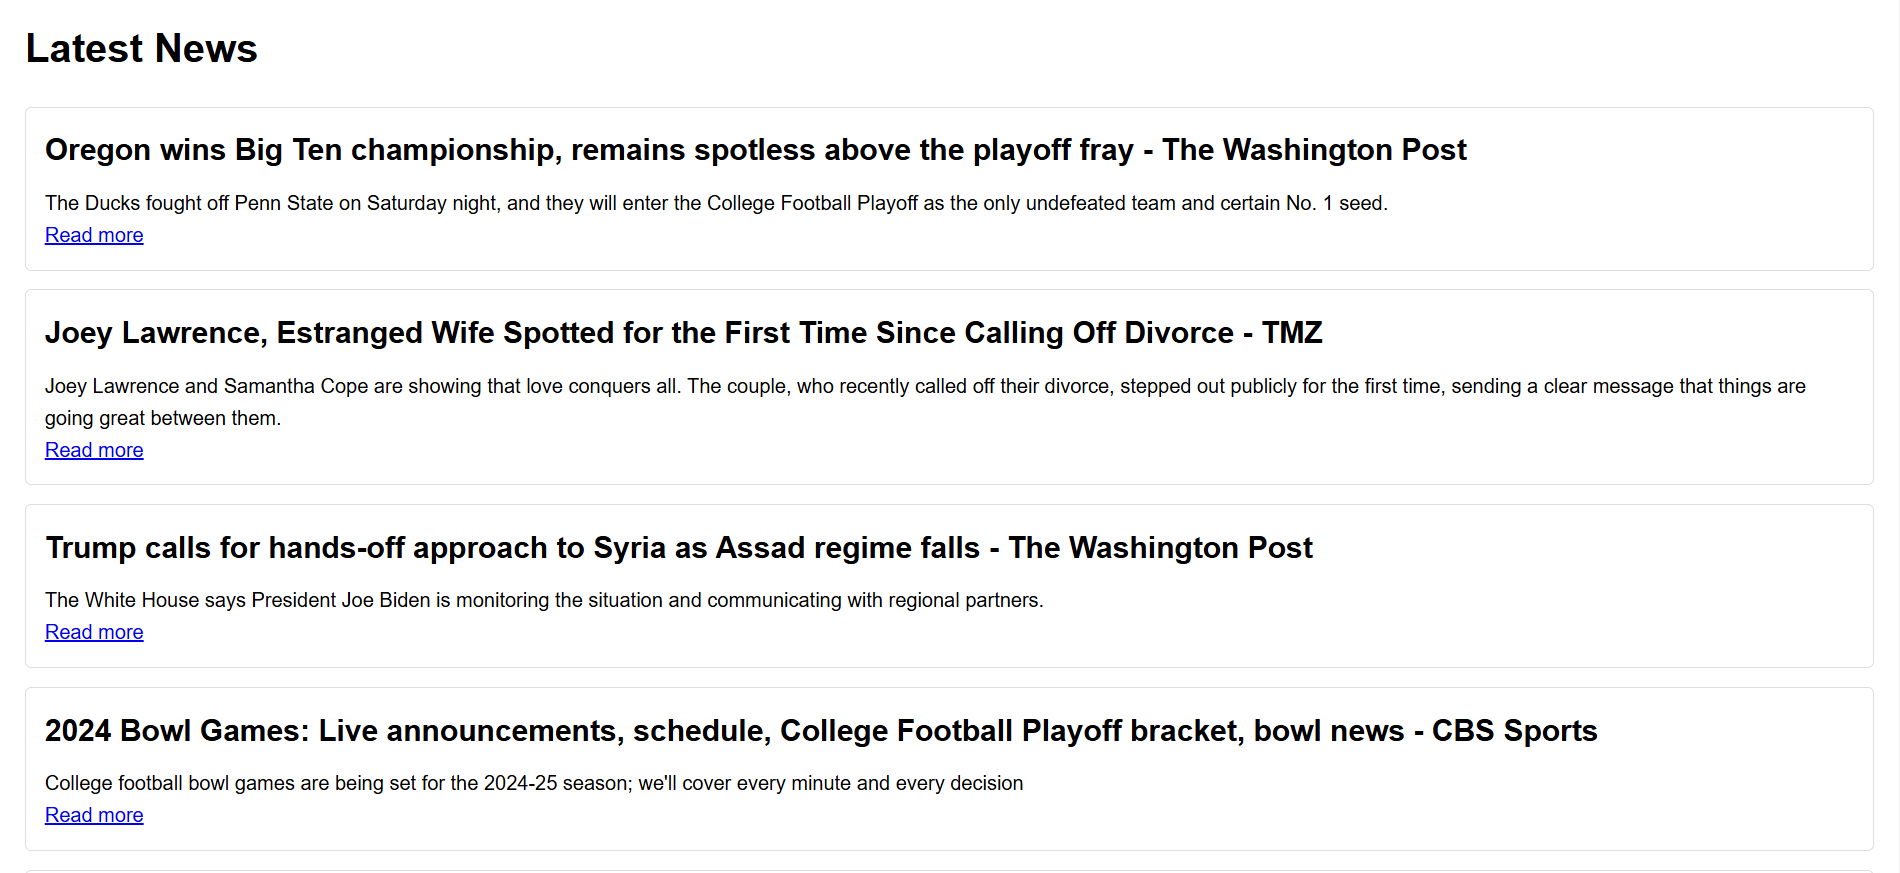 Latest News
Oregon wins Big Ten championship, remains spotless above the playoff fray - The Washington Post
The Ducks fought off Penn State on Saturday night, and they will enter the College Football Playoff as the only undefeated team and certain No. 1 seed.
Read more
Joey Lawrence, Estranged Wife Spotted for the First Time Since Calling Off Divorce - TMZ
Joey Lawrence and Samantha Cope are showing that love conquers all. The couple, who recently called off their divorce, stepped out publicly for the first time, sending a clear message that things are
going great between them.
Read more
Trump calls for hands-off approach to Syria as Assad regime falls - The Washington Post
The White House says President Joe Biden is monitoring the situation and communicating with regional partners.
Read more
2024 Bowl Games: Live announcements, schedule, College Football Playoff bracket, bowl news - CBS Sports
College football bowl games are being set for the 2024-25 season; we'll cover every minute and every decision
Read more